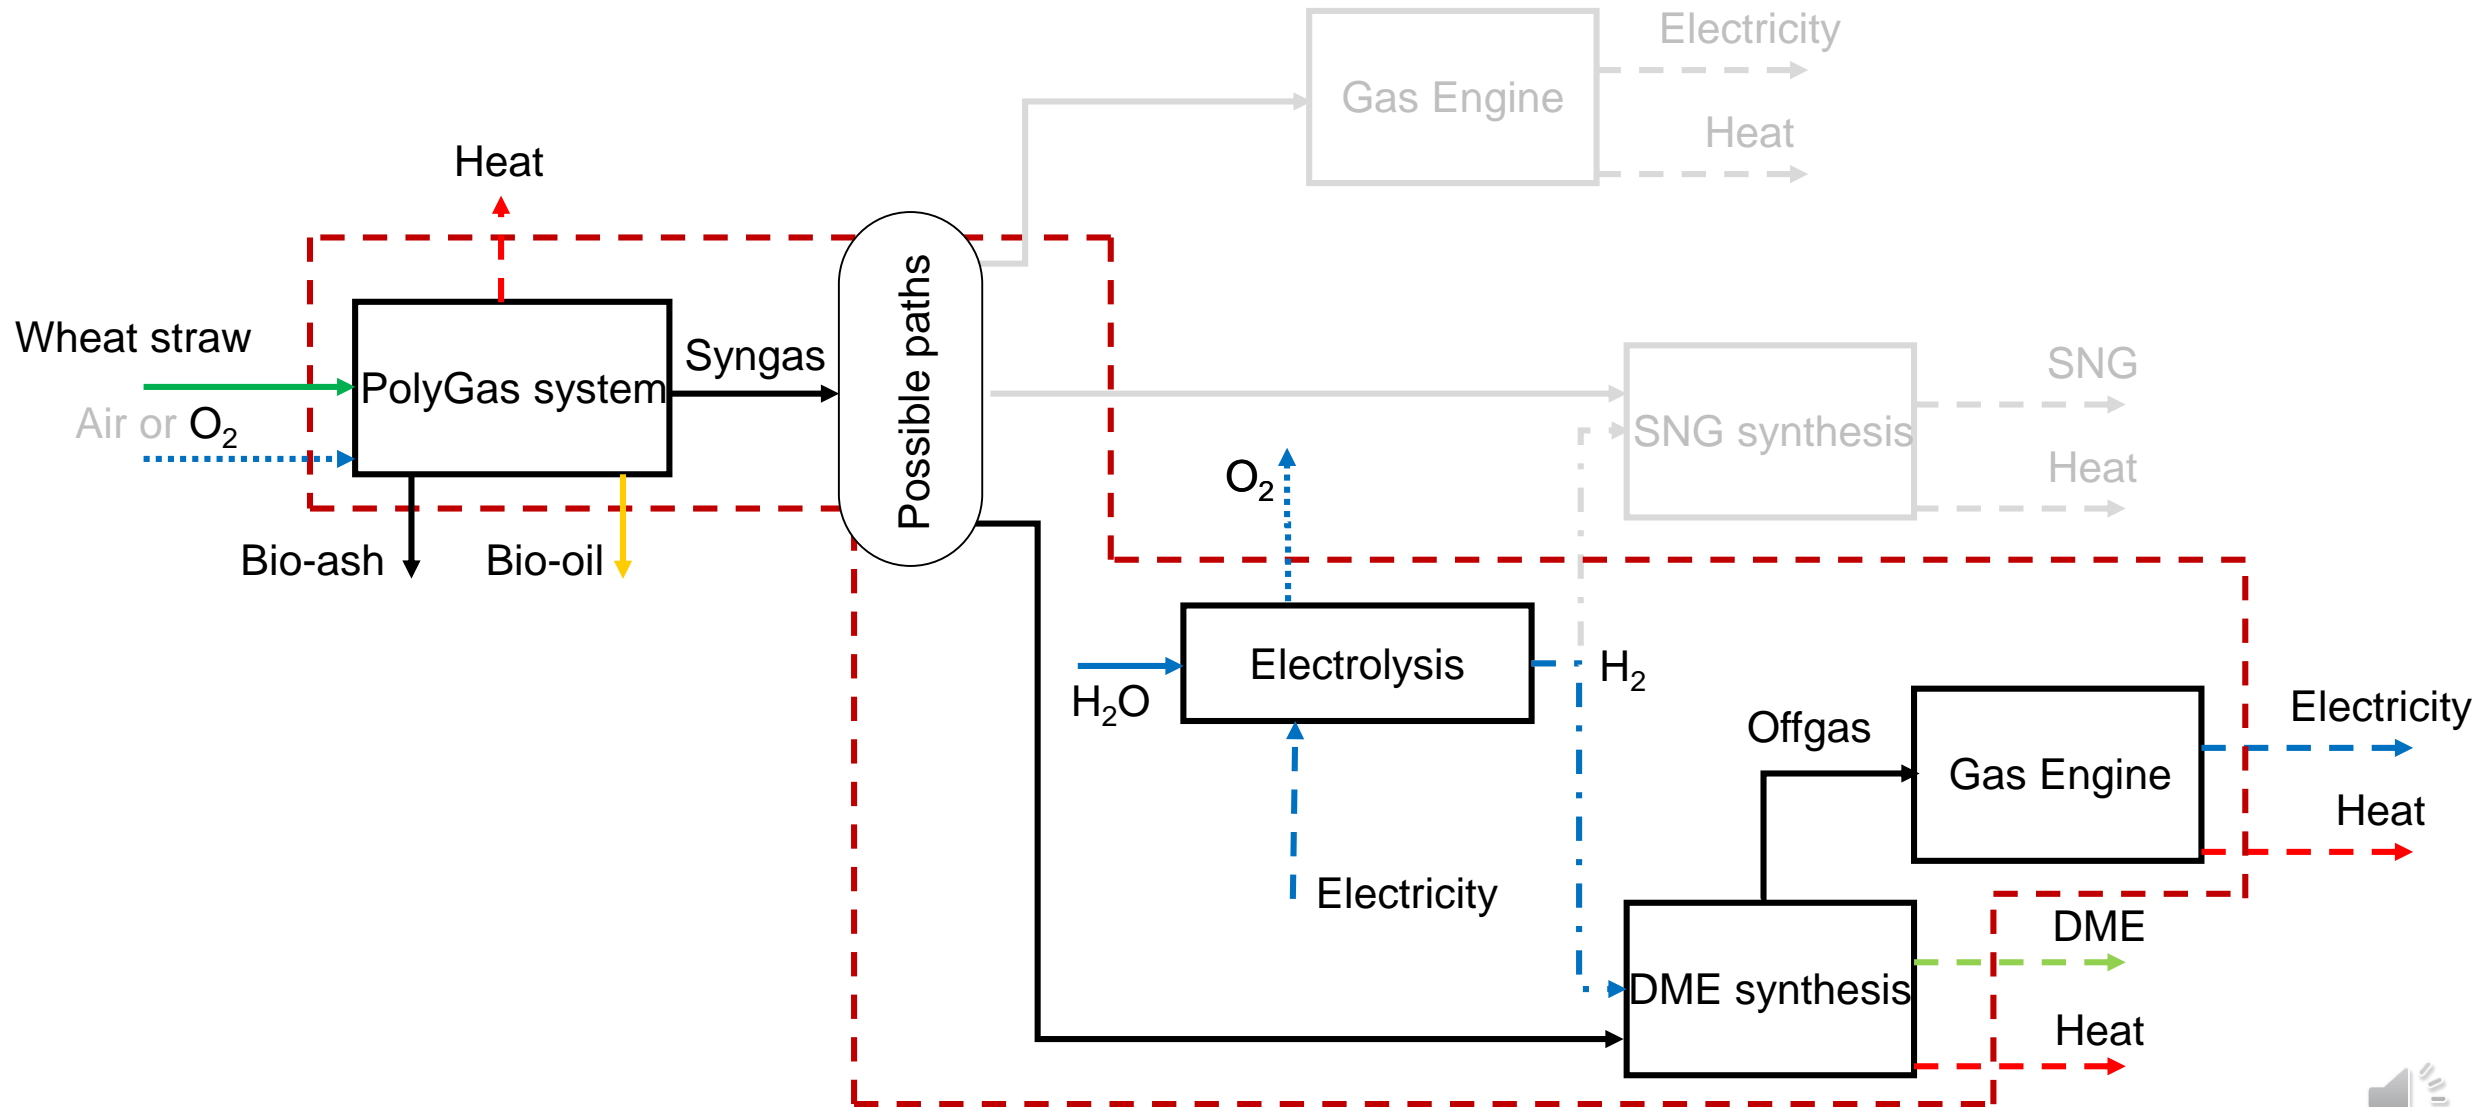 Electricity
Gas Engine
Heat
Heat
Wheat straw
Air or O₂
PolyGas system
Syngas
Possible paths
Bio-ash
Bio-oil
SNG
SNG synthesis
Heat
O₂
Electrolysis
H₂O
H₂
Electricity
Offgas
Gas Engine
Electricity
Heat
DME synthesis
DME
Heat